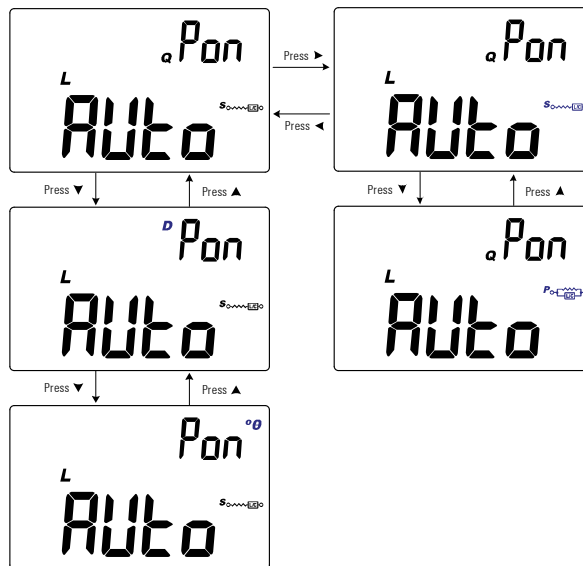 Q Pon
L
AUto
S L/C
Press ►
Press ◄
Q Pon
L
AUto
S L/C
Press ▼
Press ▲
Press ▼
Press ▲
D Pon
L
AUto
S L/C
Q Pon
L
AUto
P L/C
Press ▼
Press ▲
Pon °θ
L
AUto
S L/C